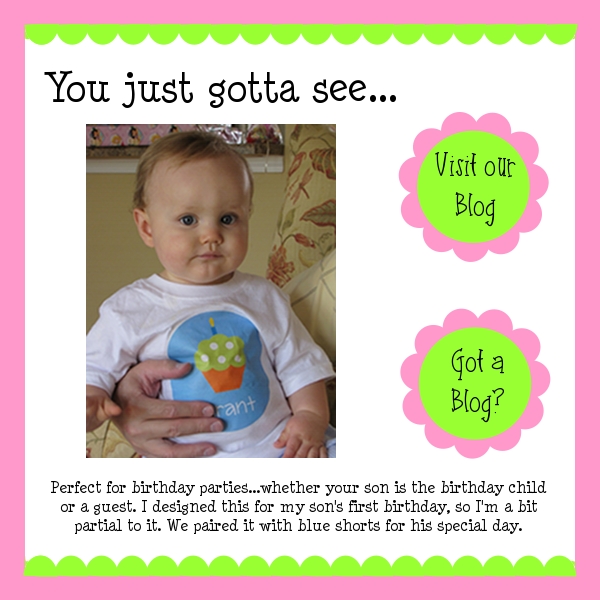 You just gotta see...
Visit our
Blog
Got a
Blog?
Perfect for birthday parties...whether your son is the birthday child
or a guest. I designed this for my son's first birthday, so I'm a bit
partial to it. We paired it with blue shorts for his special day.